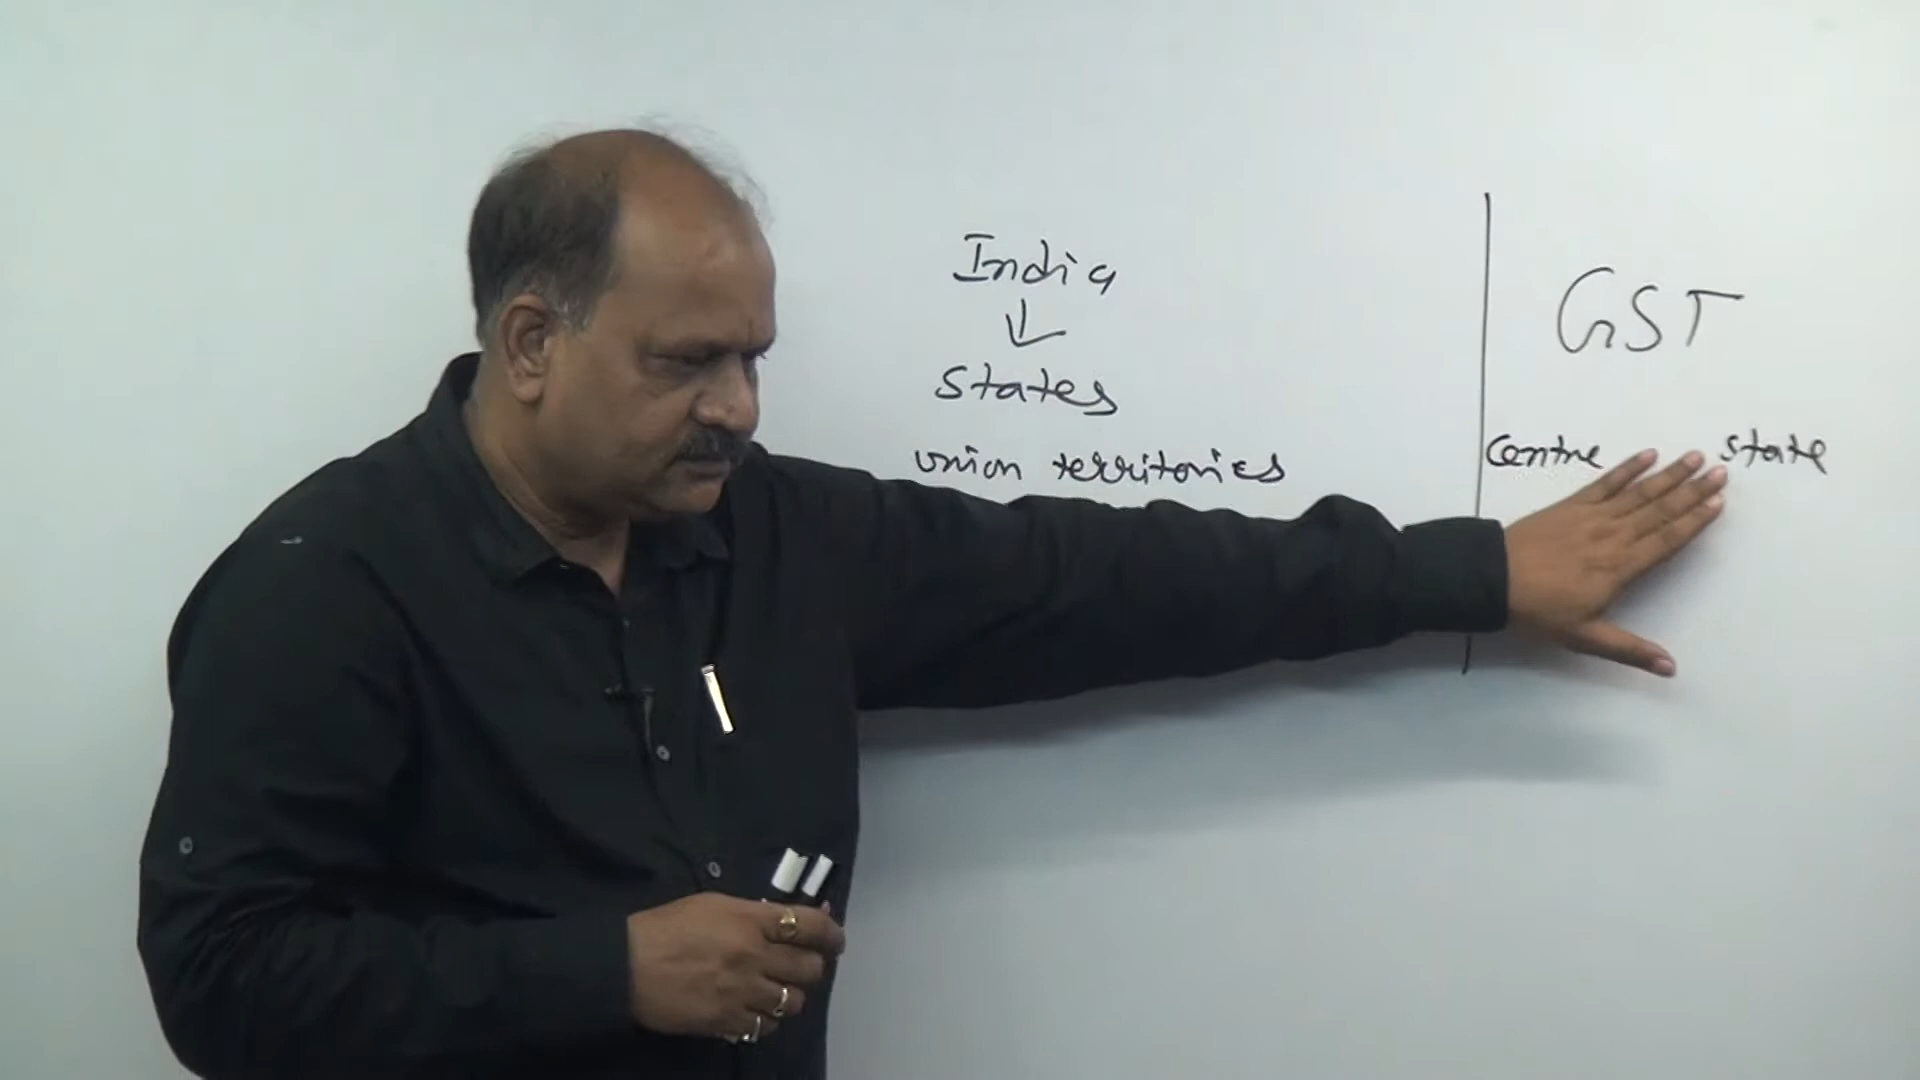 India
States
union territories
GST
Centre State